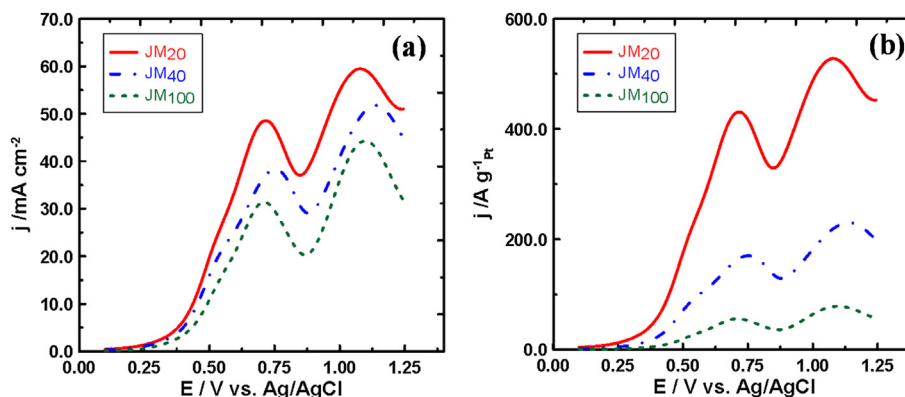 (a)
JM20
JM40
JM100
70.0
60.0
50.0
40.0
30.0
20.0
10.0
0.0
j /mA cm-2
0.00 0.25 0.50 0.75 1.00 1.25
E / V vs. Ag/AgCl
(b)
JM20
JM40
JM100
600.0
400.0
200.0
0.0
j /A g-1Pt
0.00 0.25 0.50 0.75 1.00 1.25
E / V vs. Ag/AgCl